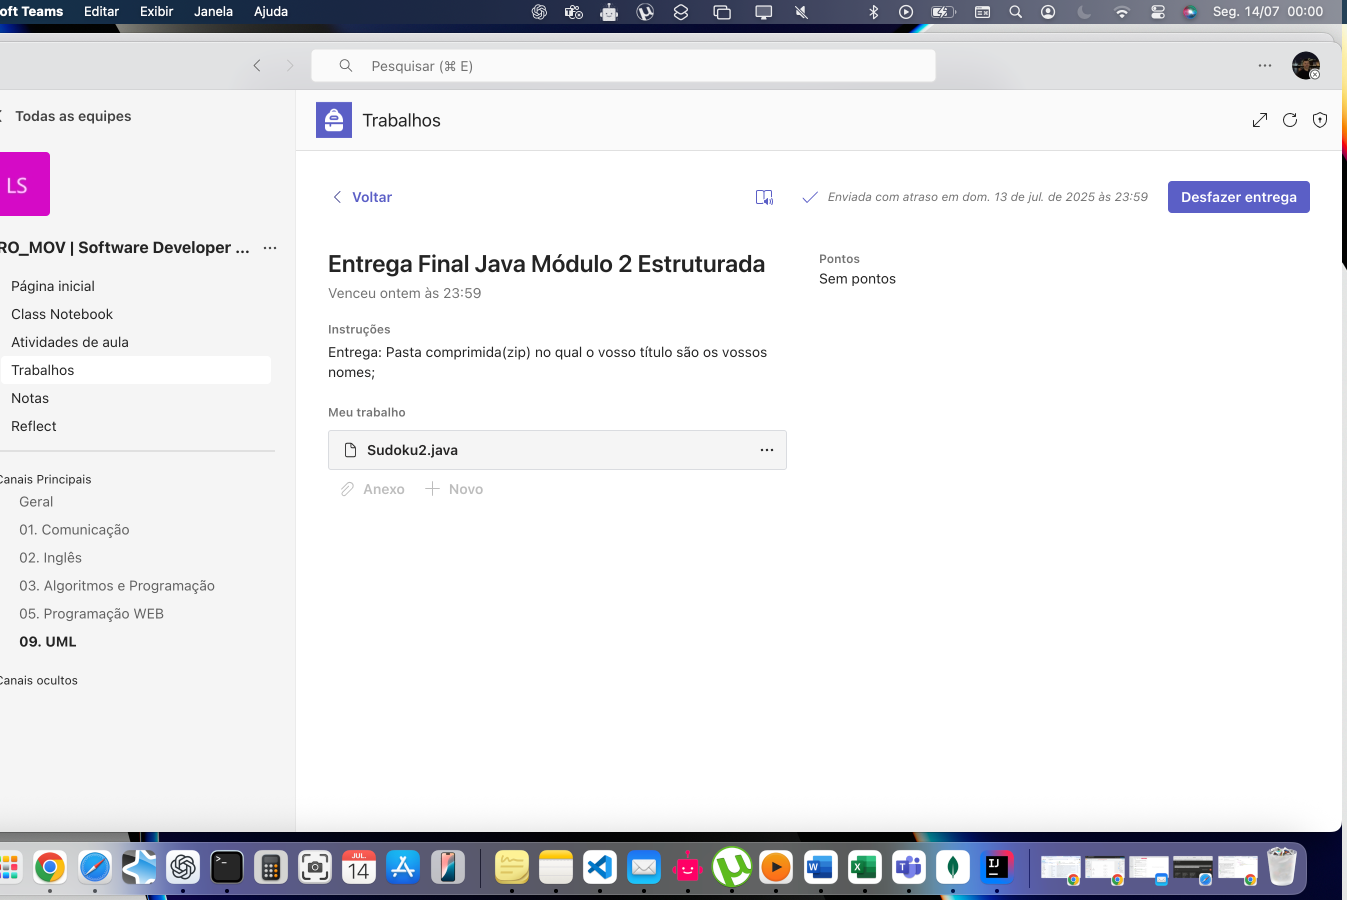 oft Teams Editar Exibir Janela Ajuda Seg. 14/07 00:00
Pesquisar (⌘ E)
Todas as equipes
Trabalhos
LS
Voltar
Enviada com atraso em dom. 13 de jul. de 2025 às 23:59
Desfazer entrega
RO_MOV | Software Developer ...
Página inicial
Class Notebook
Atividades de aula
Trabalhos
Notas
Reflect
Canais Principais
Geral
01. Comunicação
02. Inglês
03. Algoritmos e Programação
05. Programação WEB
09. UML
Canais ocultos
Entrega Final Java Módulo 2 Estruturada
Venceu ontem às 23:59
Pontos
Sem pontos
Instruções
Entrega: Pasta comprimida(zip) no qual o vosso título são os vossos
nomes;
Meu trabalho
Sudoku2.java
Anexo
Novo
JUL.
14